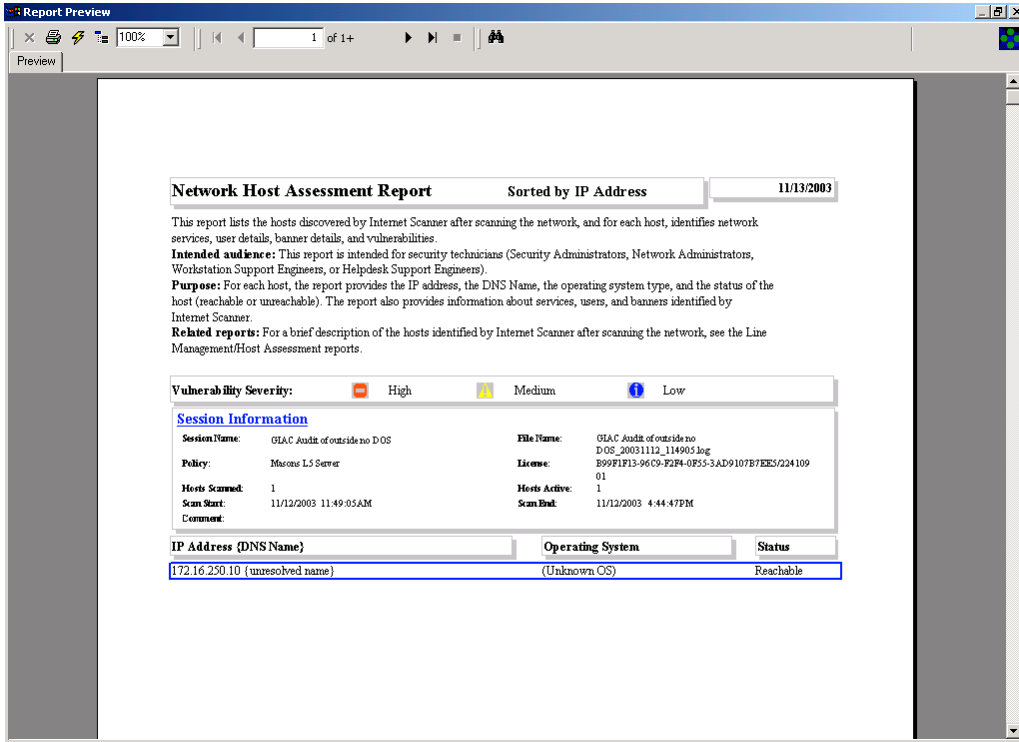 Report Preview
100% 1 of 1+
Preview
Network Host Assessment Report Sorted by IP Address 11/13/2003
This report lists the hosts discovered by Internet Scanner after scanning the network, and for each host, identifies network
services, user details, banner details, and vulnerabilities.
Intended audience: This report is intended for security technicians (Security Administrators, Network Administrators,
Workstation Support Engineers, or Helpdesk Support Engineers).
Purpose: For each host, the report provides the IP address, the DNS Name, the operating system type, and the status of the
host (reachable or unreachable). The report also provides information about services, users, and banners identified by
Internet Scanner.
Related reports: For a brief description of the hosts identified by Internet Scanner after scanning the network, see the Line
Management/Host Assessment reports.
Vulnerability Severity: High Medium Low
Session Information
Session Name: GIAC Audit of outside no DOS File Name: GIAC Audit of outside no
DOS_20031112_114905.log
Policy: Masons L5 Server License: B99F1F13-96C9-F2F4-0F55-3AD9107B7EE5/224109
01
Hosts Scanned: 1 Hosts Active: 1
Scan Start: 11/12/2003 11:49:05AM Scan End: 11/12/2003 4:44:47PM
Comment:
IP Address {DNS Name} Operating System Status
172.16.250.10 {unresolved name} (Unknown OS) Reachable